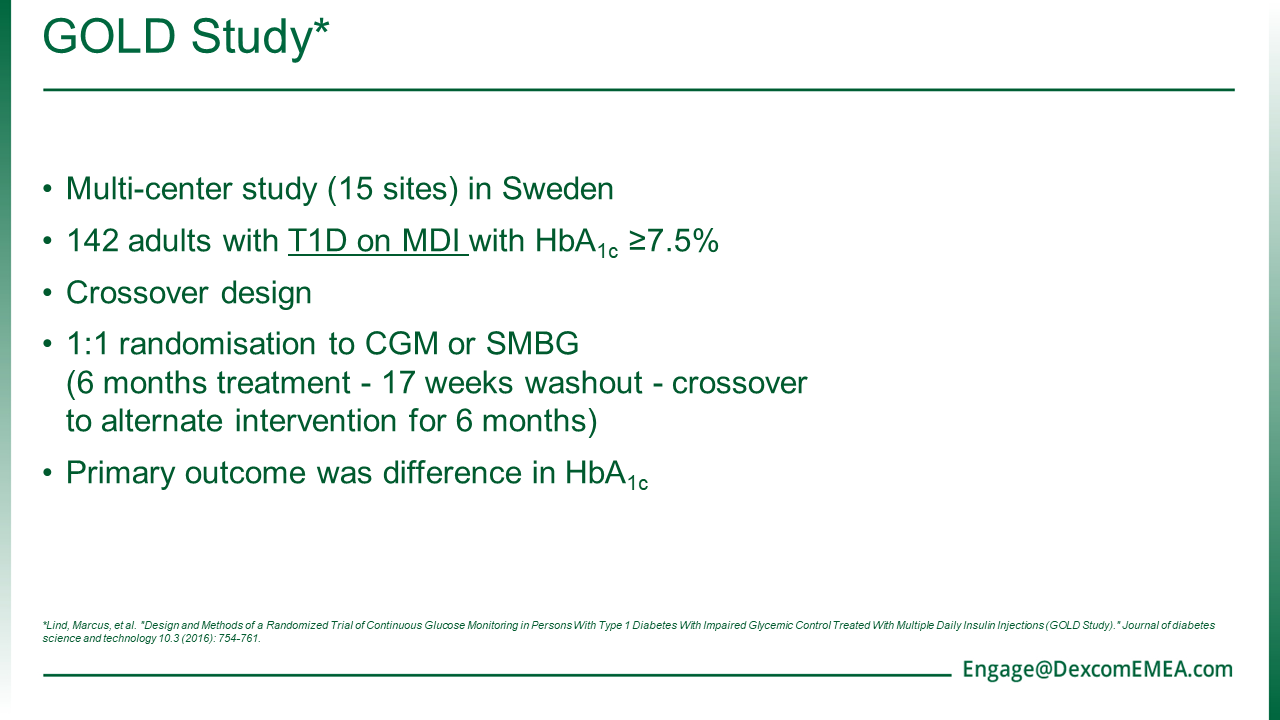 GOLD Study*
• Multi-center study (15 sites) in Sweden
• 142 adults with T1D on MDI with HbA1c ≥7.5%
• Crossover design
• 1:1 randomisation to CGM or SMBG
(6 months treatment - 17 weeks washout - crossover
to alternate intervention for 6 months)
• Primary outcome was difference in HbA1c
*Lind, Marcus, et al. "Design and Methods of a Randomized Trial of Continuous Glucose Monitoring in Persons With Type 1 Diabetes With Impaired Glycemic Control Treated With Multiple Daily Insulin Injections (GOLD Study)." Journal of diabetes
science and technology 10.3 (2016): 754-761.
Engage@DexcomEMEA.com